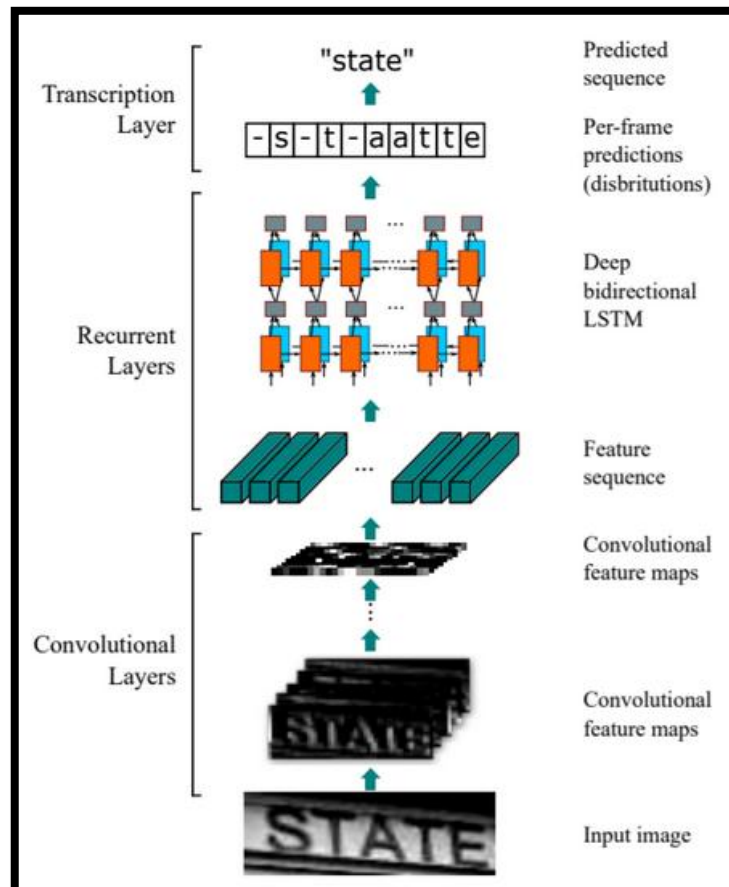 "state"
Predicted
sequence
Transcription
Layer
-s-t-aatte
Per-frame
predictions
(disbritutions)
...
...
Recurrent
Layers
Deep
bidirectional
LSTM
...
...
Feature
sequence
Convolutional
feature maps
Convolutional
Layers
STATE
Convolutional
feature maps
STATE
Input image